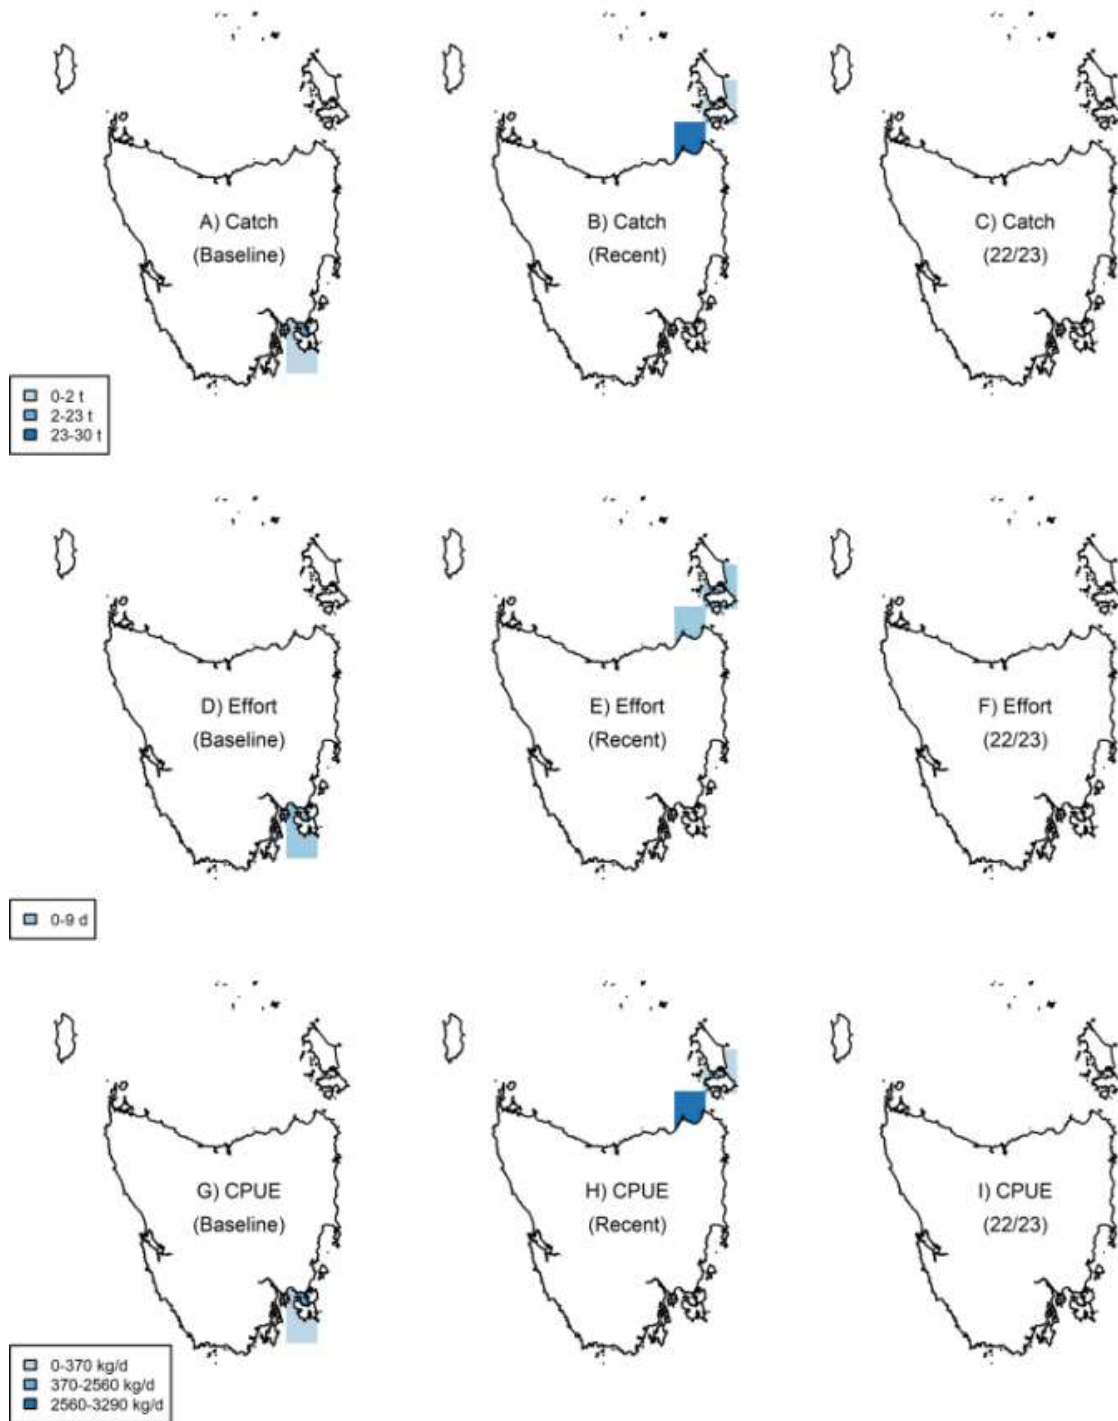 A) Catch
(Baseline)
B) Catch
(Recent)
C) Catch
(22/23)
0-2 t
2-23 t
23-30 t
D) Effort
(Baseline)
E) Effort
(Recent)
F) Effort
(22/23)
0-9 d
G) CPUE
(Baseline)
H) CPUE
(Recent)
I) CPUE
(22/23)
0-370 kg/d
370-2560 kg/d
2560-3290 kg/d